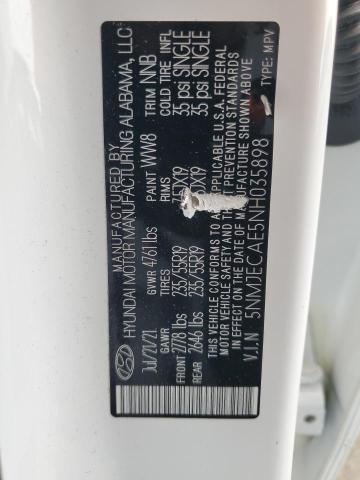 MANUFACTURED BY
HYUNDAI MOTOR MANUFACTURING ALABAMA, LLC
Jul/21/21 PAINT WW8 TRIM NNB
GVWR 4761 lbs
TIRES RIMS COLD TIRE INFL
FRONT 2778 lbs 235/55R19 35 psi SINGLE
REAR 2646 lbs 235/55R19 35 psi SINGLE
THIS VEHICLE CONFORMS TO ALL APPLICABLE U.S.A. FEDERAL
MOTOR VEHICLE SAFETY, AND THEFT PREVENTION STANDARDS
IN EFFECT ON THE DATE OF MANUFACTURE SHOWN ABOVE
V.I.N 5NMJECAE5NH035898
TYPE: MPV